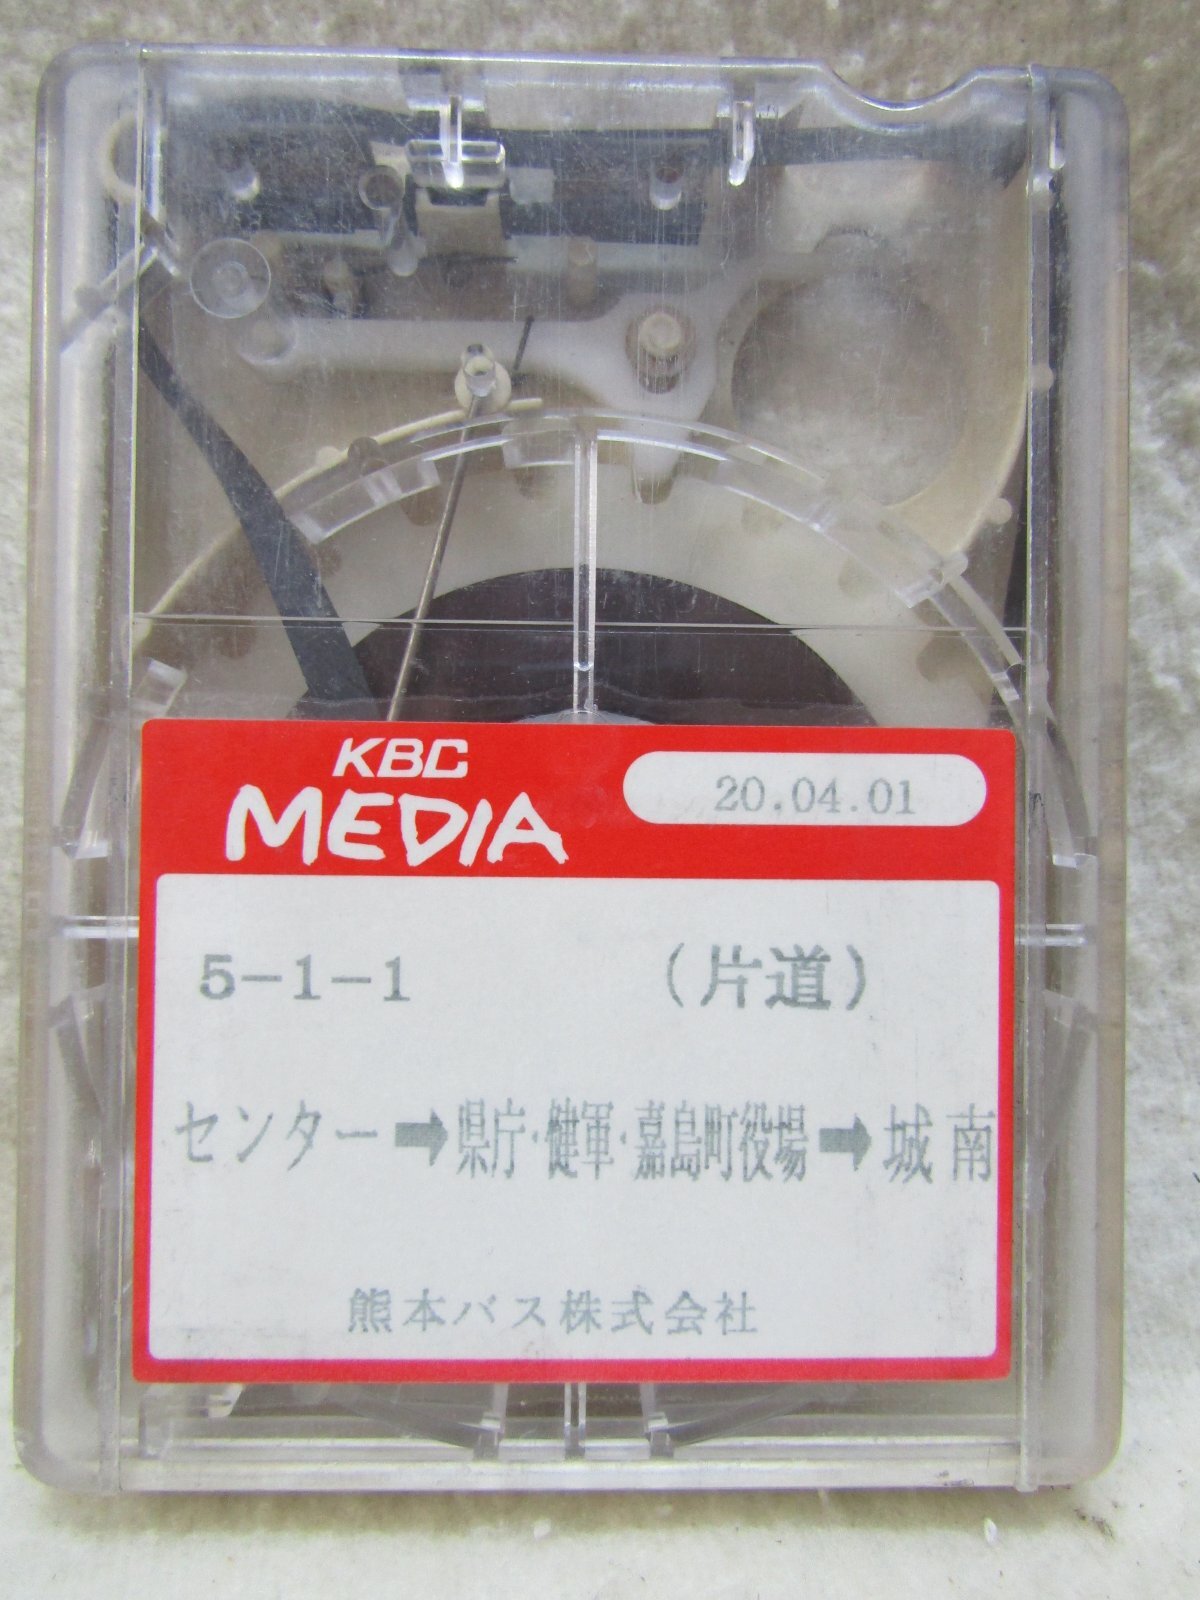 KBC
MEDIA
20.04.01
5-1-1 (片道)
センター➡県庁・健軍・嘉島町役場➡城南
熊本バス株式会社